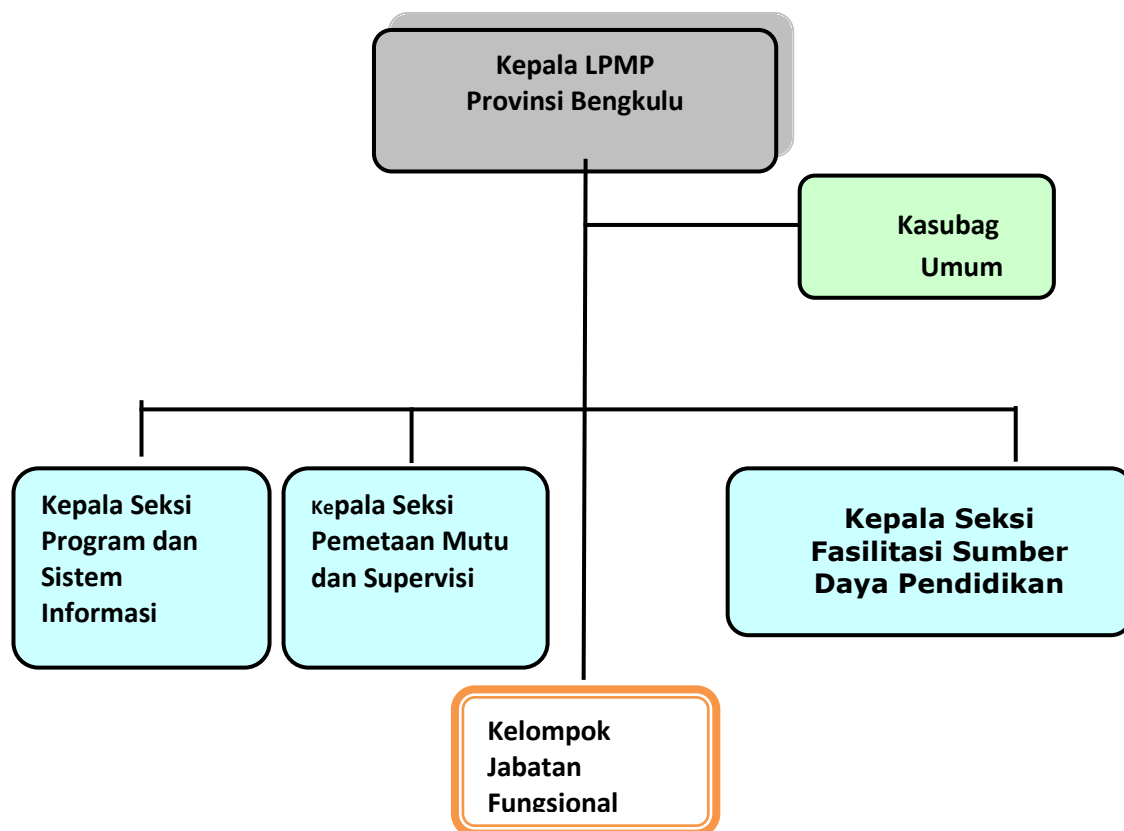 Kepala LPMP
Provinsi Bengkulu
Kasubag
Umum
Kepala Seksi
Program dan
Sistem
Informasi
Kepala Seksi
Pemetaan Mutu
dan Supervisi
Kepala Seksi
Fasilitasi Sumber
Daya Pendidikan
Kelompok
Jabatan
Fungsional